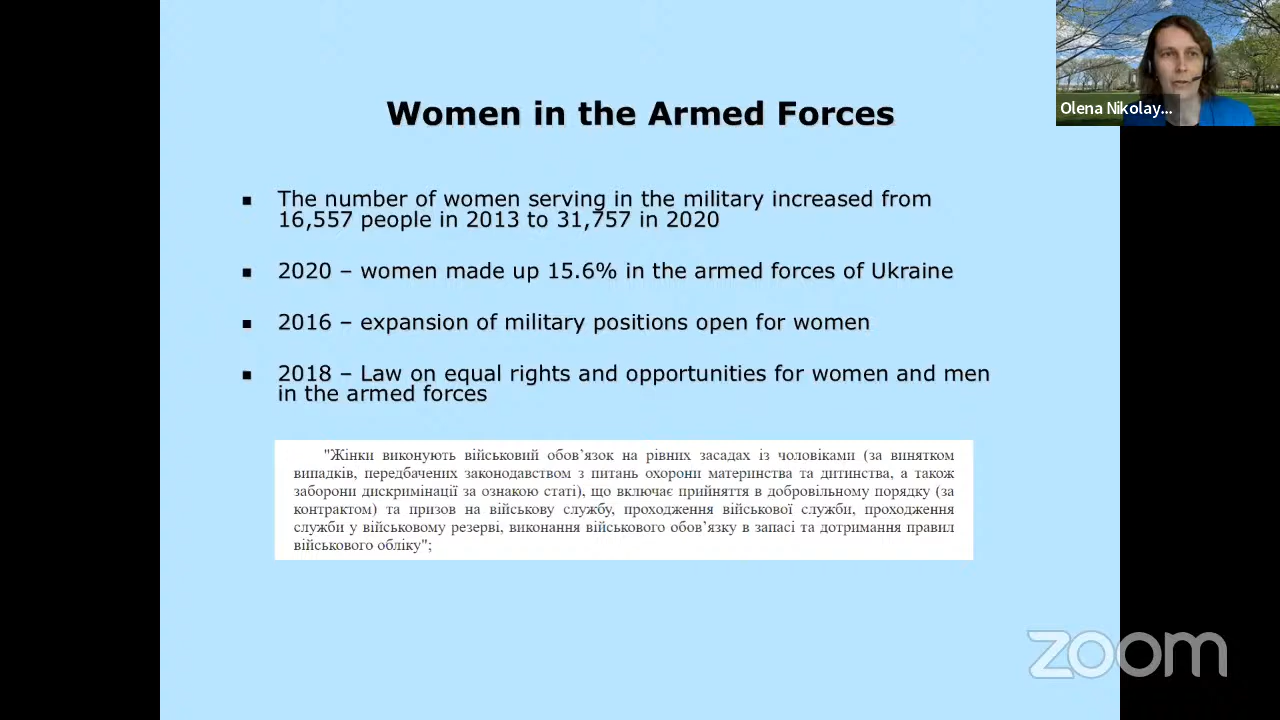 Women in the Armed Forces
Olena Nikolay...
▪ The number of women serving in the military increased from
16,557 people in 2013 to 31,757 in 2020
▪ 2020 – women made up 15.6% in the armed forces of Ukraine
▪ 2016 – expansion of military positions open for women
▪ 2018 – Law on equal rights and opportunities for women and men
in the armed forces
"Жінки виконують військовий обов’язок на рівних засадах із чоловіками (за винятком
випадків, передбачених законодавством з питань охорони материнства та дитинства, а також
заборони дискримінації за ознакою статі), що включає прийняття в добровільному порядку (за
контрактом) та призов на військову службу, проходження військової служби, проходження
служби у військовому резерві, виконання військового обов’язку в запасі та дотримання правил
військового обліку";
zoom